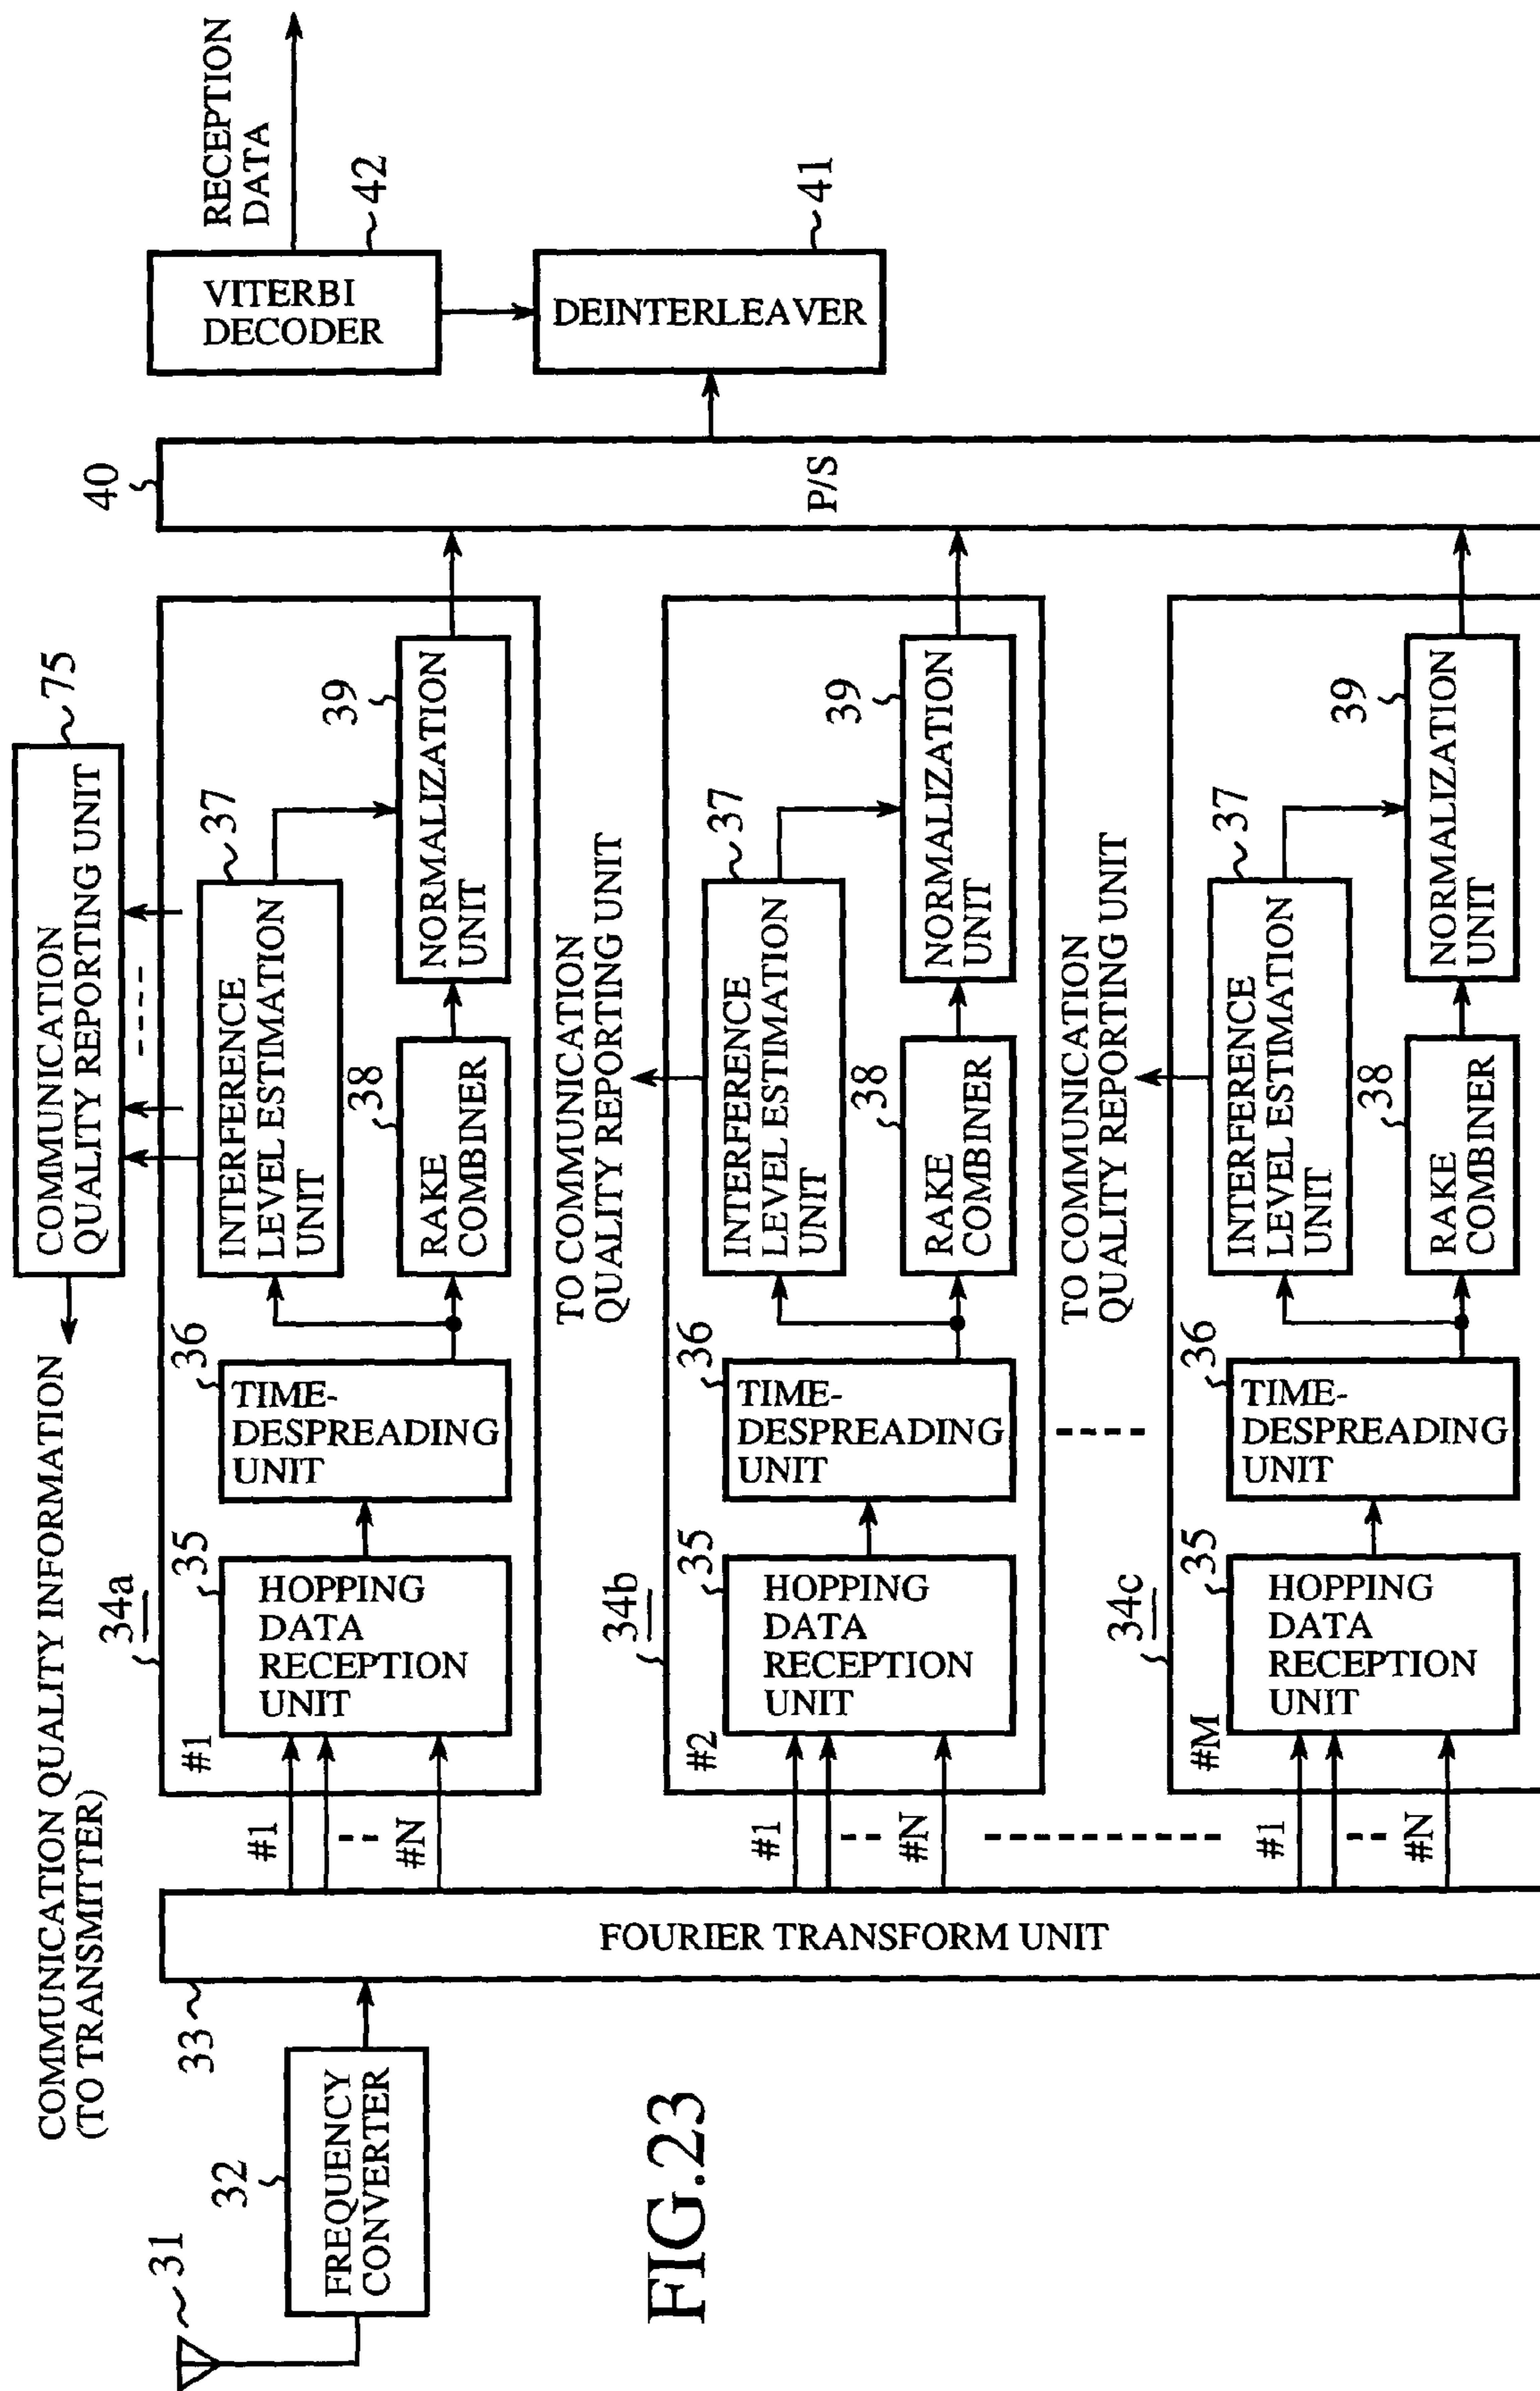 COMMUNICATION QUALITY INFORMATION
(TO TRANSMITTER)
COMMUNICATION
QUALITY REPORTING UNIT
75
31
32
FREQUENCY
CONVERTER
33
FOURIER TRANSFORM UNIT
34a
#1
#N
#1
35
HOPPING
DATA
RECEPTION
UNIT
36
TIME-
DESPREADING
UNIT
INTERFERENCE
LEVEL ESTIMATION
UNIT
37
38
RAKE
COMBINER
39
NORMALIZATION
UNIT
TO COMMUNICATION
QUALITY REPORTING UNIT
34b
#1
#N
#2
35
HOPPING
DATA
RECEPTION
UNIT
36
TIME-
DESPREADING
UNIT
INTERFERENCE
LEVEL ESTIMATION
UNIT
37
38
RAKE
COMBINER
39
NORMALIZATION
UNIT
TO COMMUNICATION
QUALITY REPORTING UNIT
34c
#1
#N
#M
35
HOPPING
DATA
RECEPTION
UNIT
36
TIME-
DESPREADING
UNIT
INTERFERENCE
LEVEL ESTIMATION
UNIT
37
38
RAKE
COMBINER
39
NORMALIZATION
UNIT
40
P/S
DEINTERLEAVER
41
VITERBI
DECODER
42
RECEPTION
DATA
FIG.23